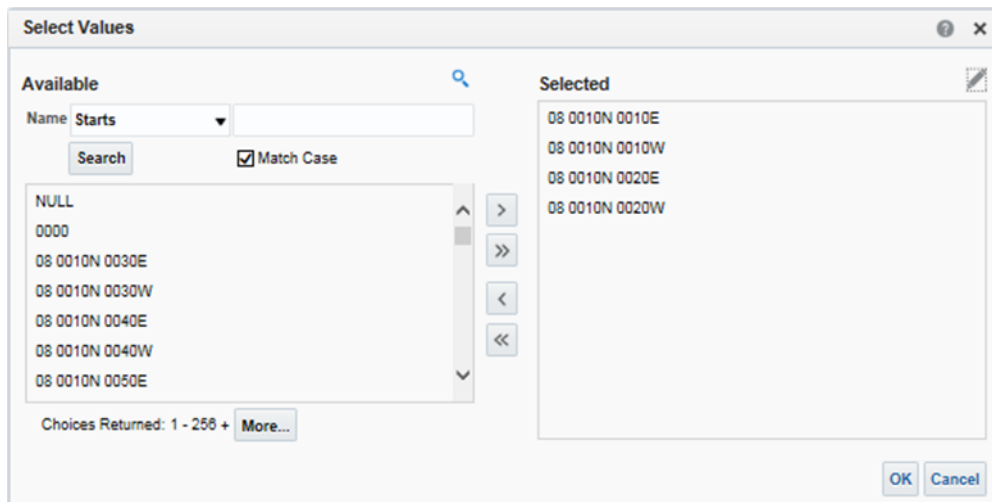 Select Values
Available
Name Starts
Search
Match Case
NULL
0000
08 0010N 0030E
08 0010N 0030W
08 0010N 0040E
08 0010N 0040W
08 0010N 0050E
Choices Returned: 1 - 256 + More...
Selected
08 0010N 0010E
08 0010N 0010W
08 0010N 0020E
08 0010N 0020W
OK Cancel